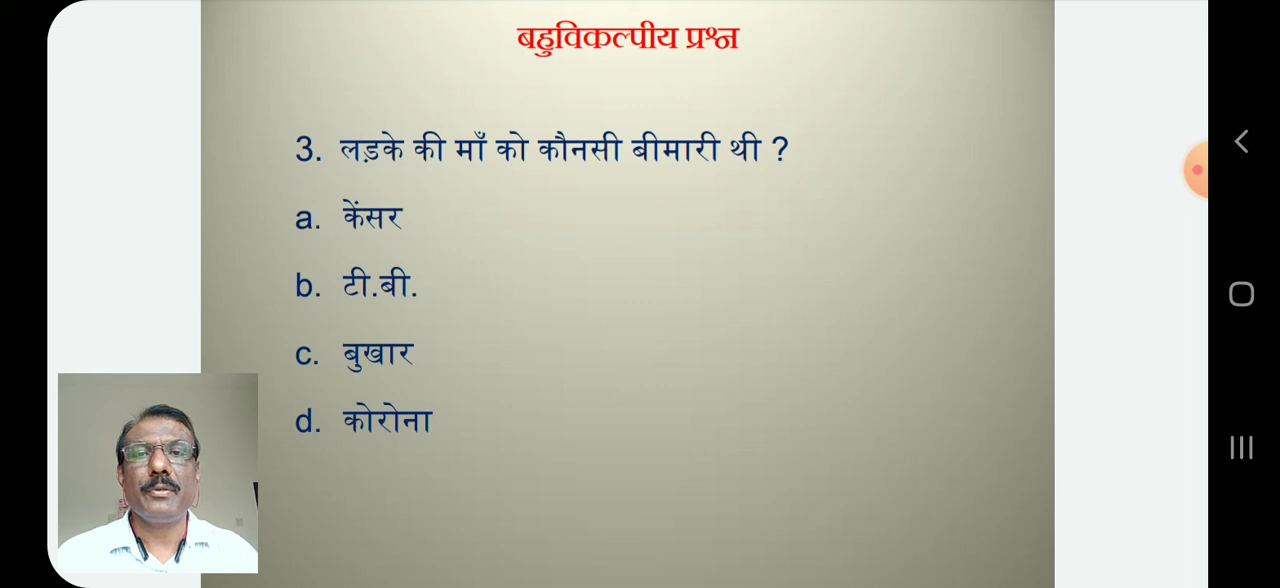 बहुविकल्पीय प्रश्न
3. लड़के की माँ को कौनसी बीमारी थी ?
a. केंसर
b. टी.बी.
c. बुखार
d. कोरोना